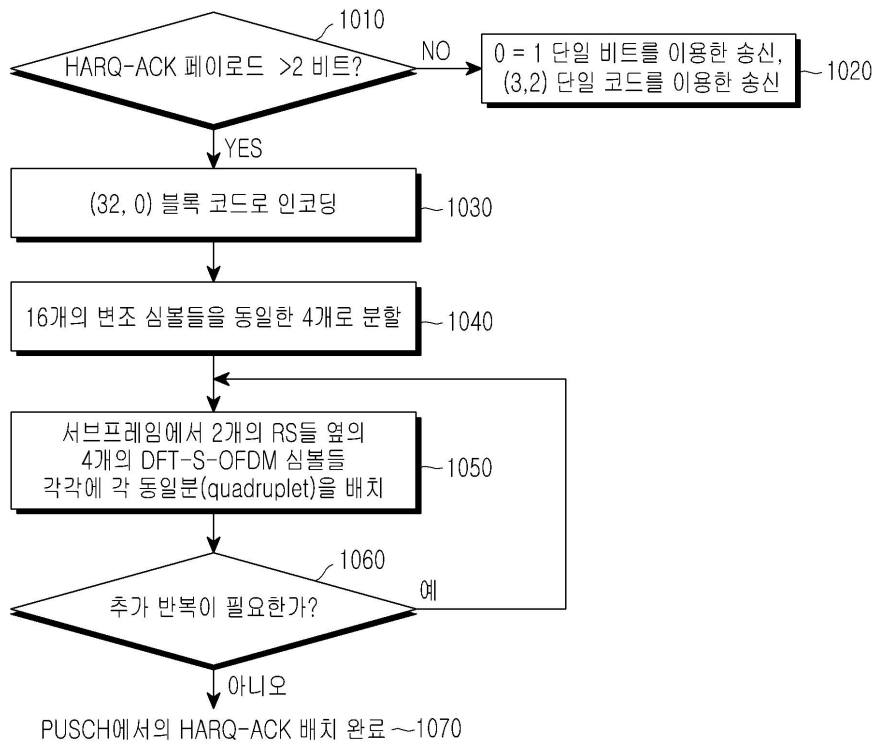 1010
HARQ-ACK 페이로드 >2 비트?
NO
0 = 1 단일 비트를 이용한 송신,
(3,2) 단일 코드를 이용한 송신
1020
YES
(32, 0) 블록 코드로 인코딩
1030
16개의 변조 심볼들을 동일한 4개로 분할
1040
서브프레임에서 2개의 RS들 옆의
4개의 DFT-S-OFDM 심볼들
각각에 각 동일분(quadruplet)을 배치
1050
1060
추가 반복이 필요한가?
예
아니오
PUSCH에서의 HARQ-ACK 배치 완료
1070